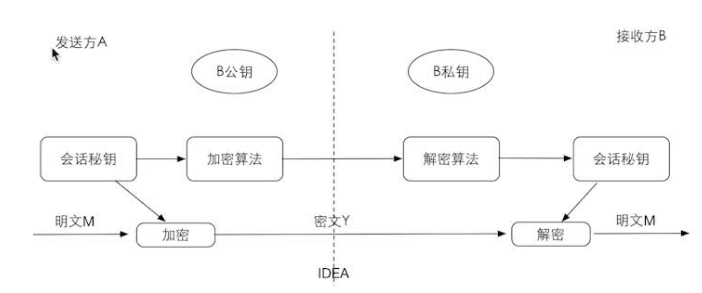 发送方A
接收方B
B公钥
B私钥
会话秘钥
加密算法
解密算法
会话秘钥
明文M
加密
密文Y
解密
明文M
IDEA